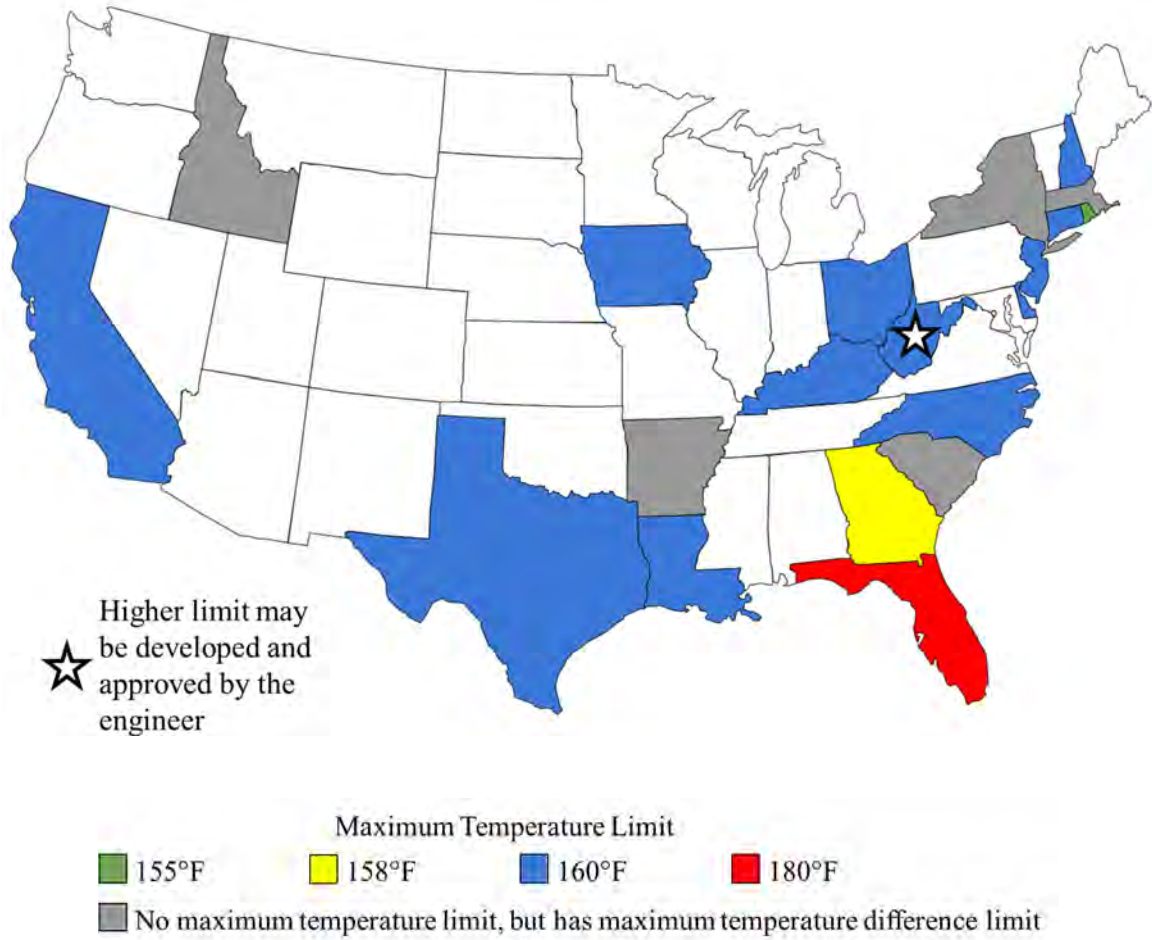 Higher limit may
be developed and
approved by the
engineer
Maximum Temperature Limit
155°F 158°F 160°F 180°F
No maximum temperature limit, but has maximum temperature difference limit